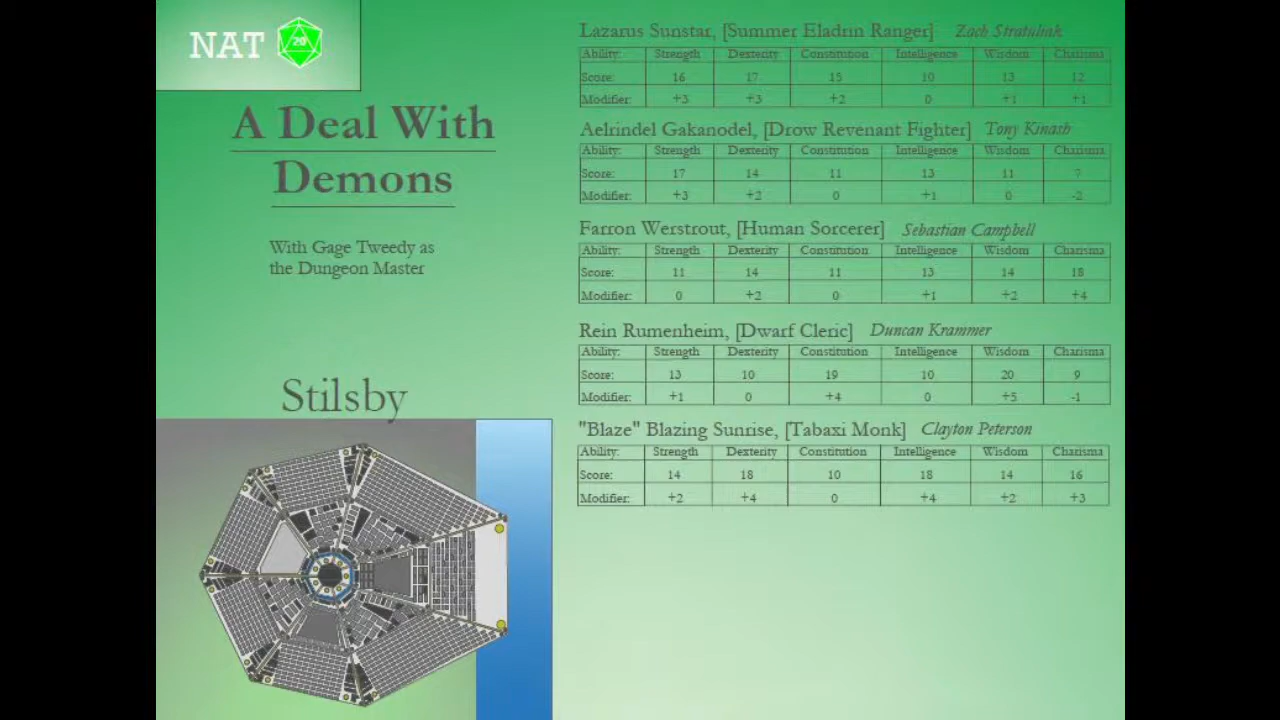 NAT 20
A Deal With
Demons
With Gage Tweedy as
the Dungeon Master
Stilsby
Lazarus Sunstar, [Summer Eladrin Ranger] Zach Stratuliak
Ability: Strength Dexterity Constitution Intelligence Wisdom Charisma
Score: 16 17 15 10 13 12
Modifier: +3 +3 +2 0 +1 +1
Aelrindel Gakanodel, [Drow Revenant Fighter] Tony Kinash
Ability: Strength Dexterity Constitution Intelligence Wisdom Charisma
Score: 17 14 11 13 11 7
Modifier: +3 +2 0 +1 0 -2
Farron Werstrout, [Human Sorcerer] Sebastian Campbell
Ability: Strength Dexterity Constitution Intelligence Wisdom Charisma
Score: 11 14 11 13 14 18
Modifier: 0 +2 0 +1 +2 +4
Rein Rumenheim, [Dwarf Cleric] Duncan Krammer
Ability: Strength Dexterity Constitution Intelligence Wisdom Charisma
Score: 13 10 19 10 20 9
Modifier: +1 0 +4 0 +5 -1
"Blaze" Blazing Sunrise, [Tabaxi Monk] Clayton Peterson
Ability: Strength Dexterity Constitution Intelligence Wisdom Charisma
Score: 14 18 10 18 14 16
Modifier: +2 +4 0 +4 +2 +3